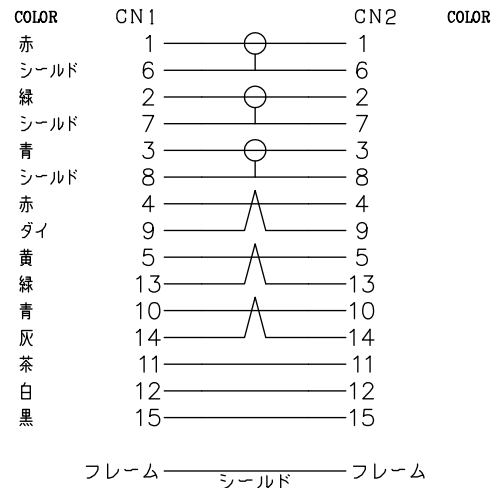 COLOR CN1 CN2 COLOR
赤 1 1
シールド 6 6
緑 2 2
シールド 7 7
青 3 3
シールド 8 8
赤 4 4
ダイ 9 9
黄 5 5
緑 13 13
青 10 10
灰 14 14
茶 11 11
白 12 12
黒 15 15
フレーム シールド フレーム